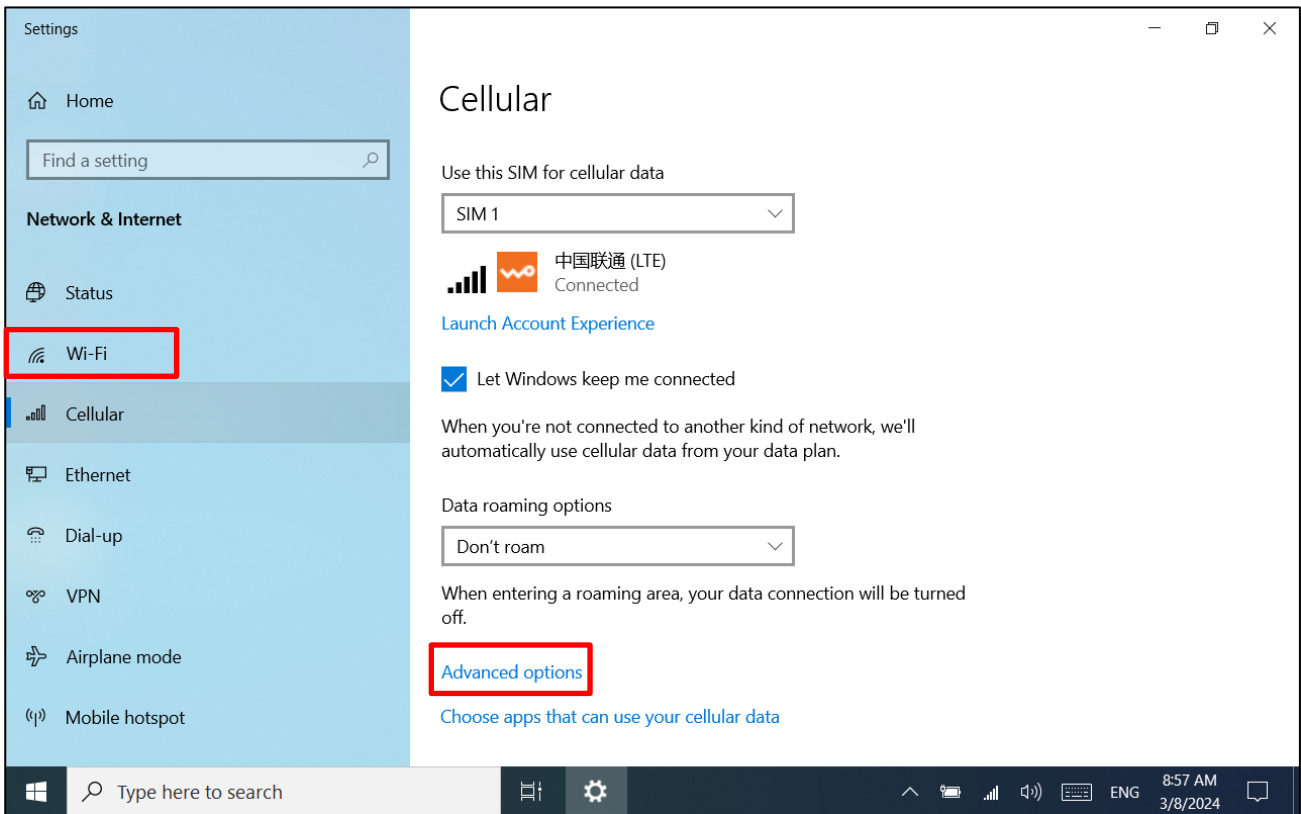 Settings
Home
Find a setting
Network & Internet
Status
Wi-Fi
Cellular
Ethernet
Dial-up
VPN
Airplane mode
Mobile hotspot
Cellular
Use this SIM for cellular data
SIM 1
中国联通 (LTE)
Connected
Launch Account Experience
Let Windows keep me connected
When you're not connected to another kind of network, we'll
automatically use cellular data from your data plan.
Data roaming options
Don't roam
When entering a roaming area, your data connection will be turned
off.
Advanced options
Choose apps that can use your cellular data
Type here to search
ENG
8:57 AM
3/8/2024